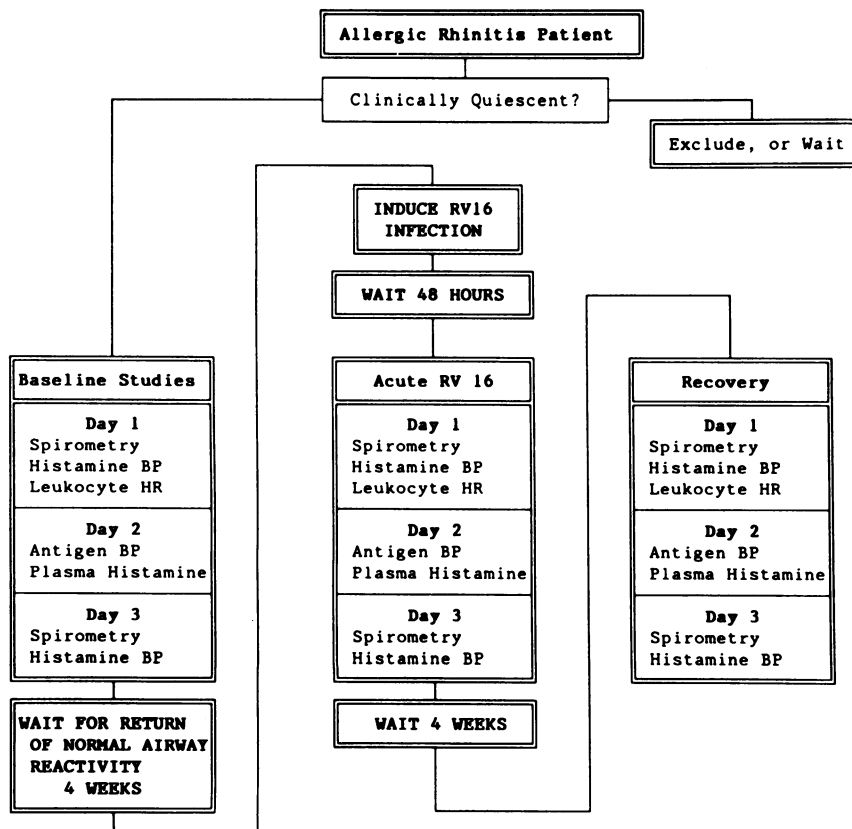 Allergic Rhinitis Patient
Clinically Quiescent?
Exclude, or Wait
INDUCE RV16
INFECTION
WAIT 48 HOURS
Baseline Studies
Day 1
Spirometry
Histamine BP
Leukocyte HR
Day 2
Antigen BP
Plasma Histamine
Day 3
Spirometry
Histamine BP
WAIT FOR RETURN
OF NORMAL AIRWAY
REACTIVITY
4 WEEKS
Acute RV 16
Day 1
Spirometry
Histamine BP
Leukocyte HR
Day 2
Antigen BP
Plasma Histamine
Day 3
Spirometry
Histamine BP
WAIT 4 WEEKS
Recovery
Day 1
Spirometry
Histamine BP
Leukocyte HR
Day 2
Antigen BP
Plasma Histamine
Day 3
Spirometry
Histamine BP